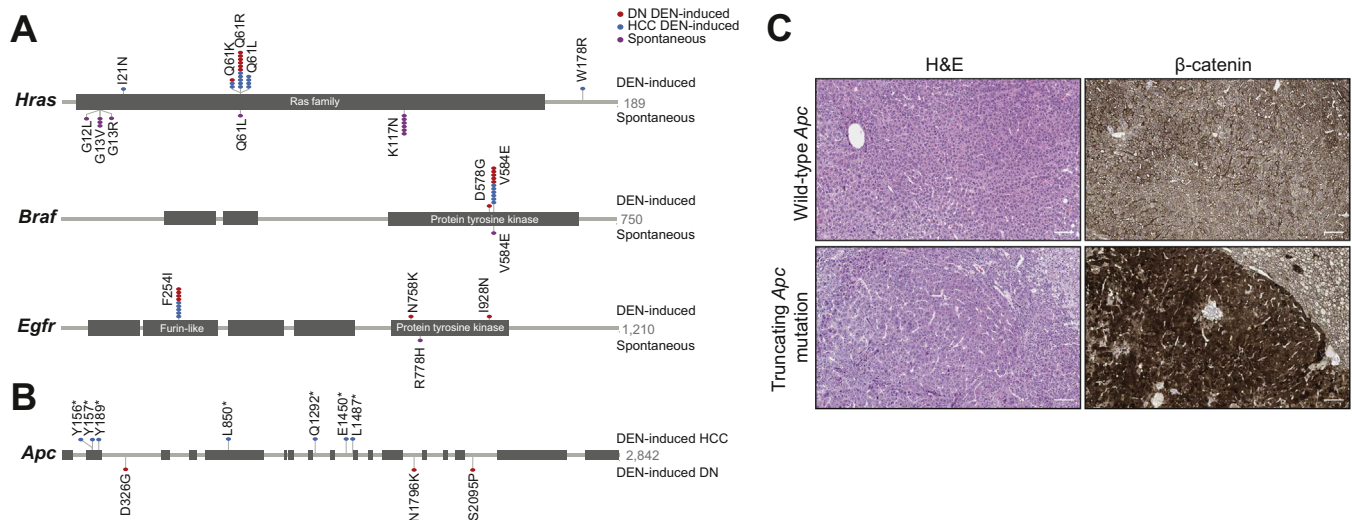 A
DN DEN-induced
HCC DEN-induced
Spontaneous
I21N
Q61K
Q61R
Q61L
W178R
DEN-induced
Hras
Ras family
189
Spontaneous
G12L
G13V
G13R
Q61L
K117N
D578G
V584E
DEN-induced
Braf
Protein tyrosine kinase
750
Spontaneous
V584E
F254I
N758K
I928N
DEN-induced
Egfr
Furin-like
Protein tyrosine kinase
1,210
Spontaneous
R778H
B
Y156*
Y157*
Y189*
L850*
Q1292*
E1450*
L1487*
DEN-induced HCC
Apc
2,842
DEN-induced DN
D326G
N1796K
S2095P
C
H&E
β-catenin
Wild-type Apc
Truncating Apc
mutation